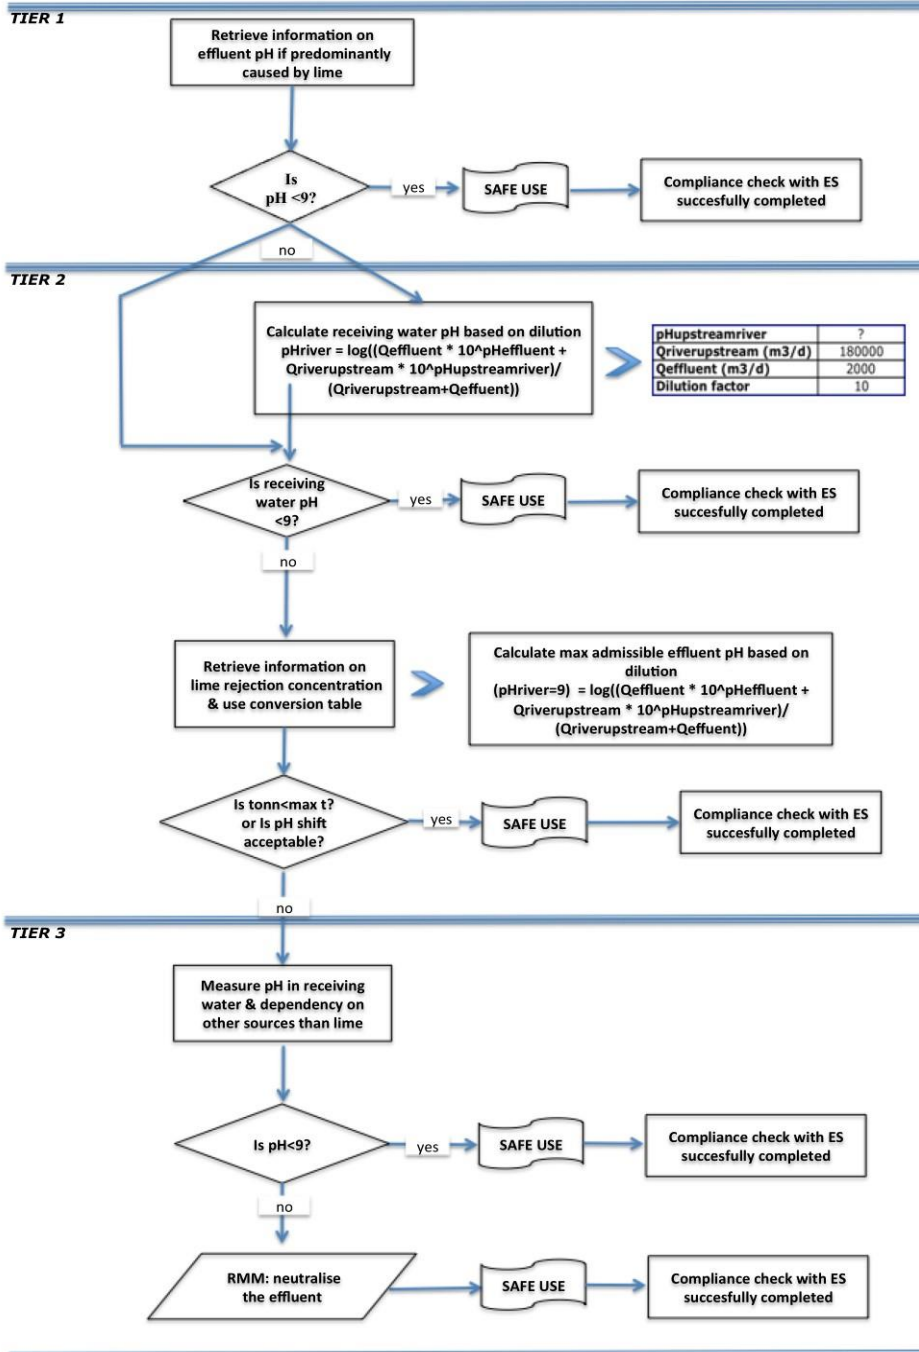 TIER 1
Retrieve information on
effluent pH if predominantly
caused by lime
Is
pH <9?
yes
SAFE USE
Compliance check with ES
succesfully completed
no
TIER 2
Calculate receiving water pH based on dilution
pHriver = log((Qeffluent * 10^pHeffluent +
Qriverupstream * 10^pHupstreamriver)/
(Qriverupstream+Qeffuent))
pHupstreamriver ?
Qriverupstream (m3/d) 180000
Qeffluent (m3/d) 2000
Dilution factor 10
Is receiving
water pH
<9?
yes
SAFE USE
Compliance check with ES
succesfully completed
no
Retrieve information on
lime rejection concentration
& use conversion table
Calculate max admissible effluent pH based on
dilution
(pHriver=9) = log((Qeffluent * 10^pHeffluent +
Qriverupstream * 10^pHupstreamriver)/
(Qriverupstream+Qeffuent))
Is tonn<max t?
or Is pH shift
acceptable?
yes
SAFE USE
Compliance check with ES
succesfully completed
no
TIER 3
Measure pH in receiving
water & dependency on
other sources than lime
Is pH<9?
yes
SAFE USE
Compliance check with ES
succesfully completed
no
RMM: neutralise
the effluent
SAFE USE
Compliance check with ES
succesfully completed